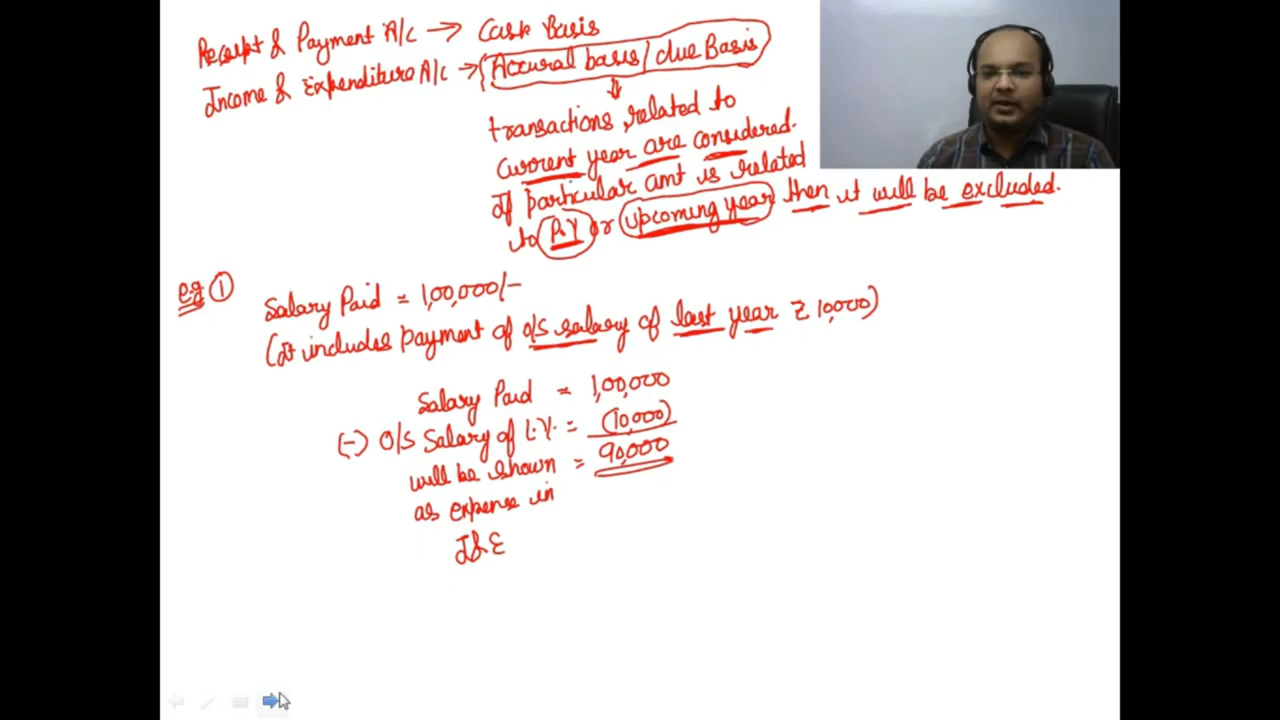 Receipt & Payment A/c → Cash Basis
Income & Expenditure A/c → Accural basis/due Basis
transactions related to
current year are considered.
If particular amt is related
to P.Y or upcoming year then it will be excluded.
e.g ① Salary Paid = 1,00,000/-
(It includes payment of o/s salary of last year ₹ 10,000)
Salary Paid = 1,00,000
(-) O/S Salary of L.Y. = (10,000)
will be shown = 90,000
as expense in
I&E